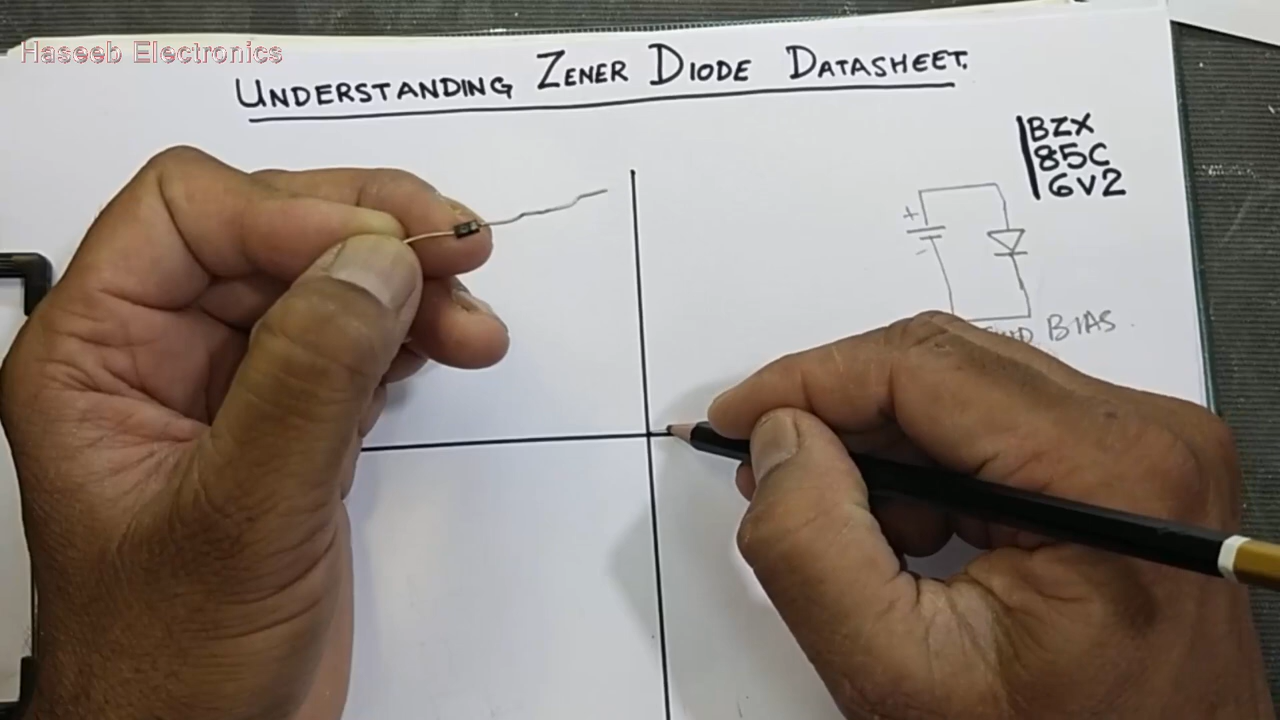 Haseeb Electronics
UNDERSTANDING ZENER DIODE DATASHEET.
BZX
85C
6V2
+
-
BIAS.